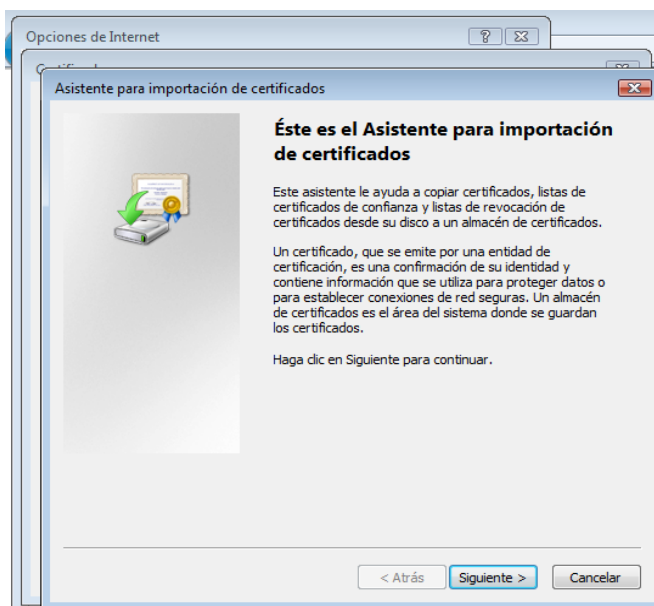 Opciones de Internet
Asistente para importación de certificados
Éste es el Asistente para importación
de certificados
Este asistente le ayuda a copiar certificados, listas de
certificados de confianza y listas de revocación de
certificados desde su disco a un almacén de certificados.
Un certificado, que se emite por una entidad de
certificación, es una confirmación de su identidad y
contiene información que se utiliza para proteger datos o
para establecer conexiones de red seguras. Un almacén
de certificados es el área del sistema donde se guardan
los certificados.
Haga clic en Siguiente para continuar.
< Atrás Siguiente > Cancelar